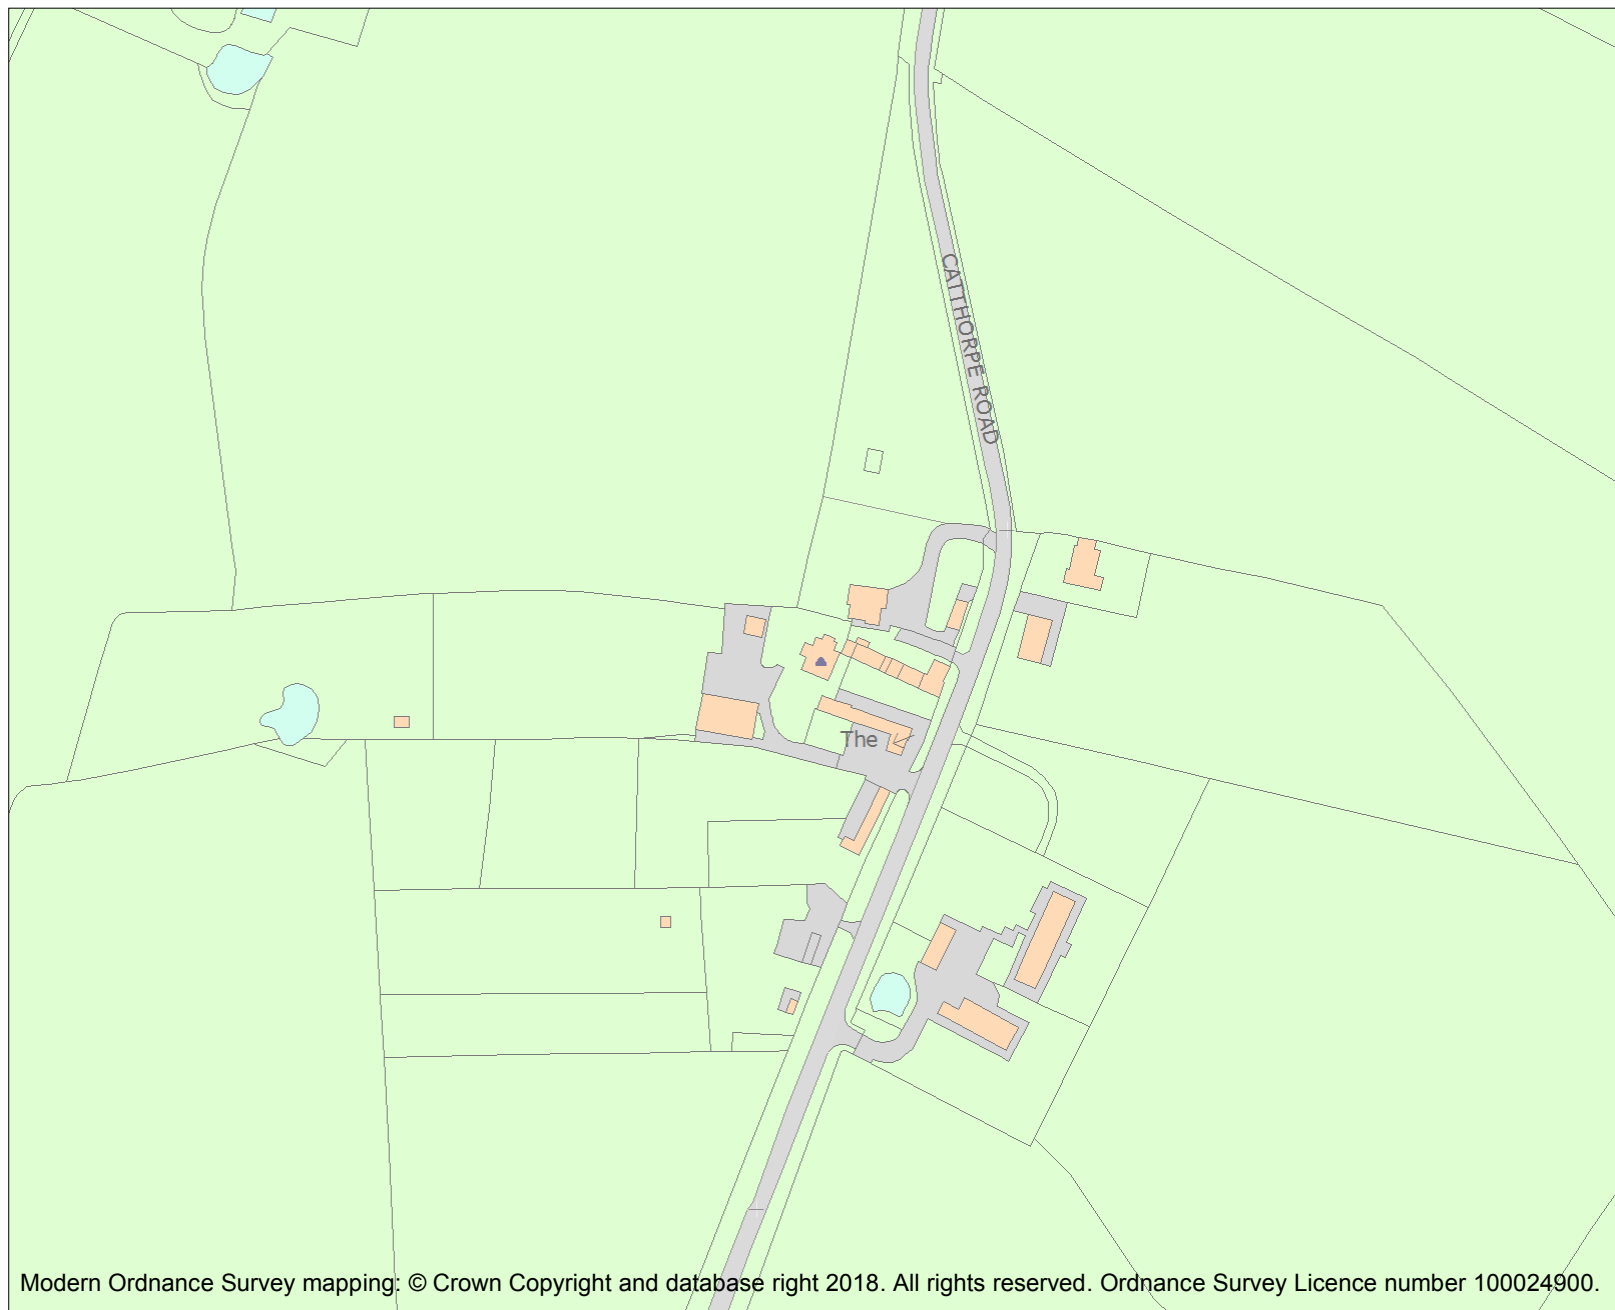 CATTHORPE ROAD
The
Modern Ordnance Survey mapping: © Crown Copyright and database right 2018. All rights reserved. Ordnance Survey Licence number 100024900.